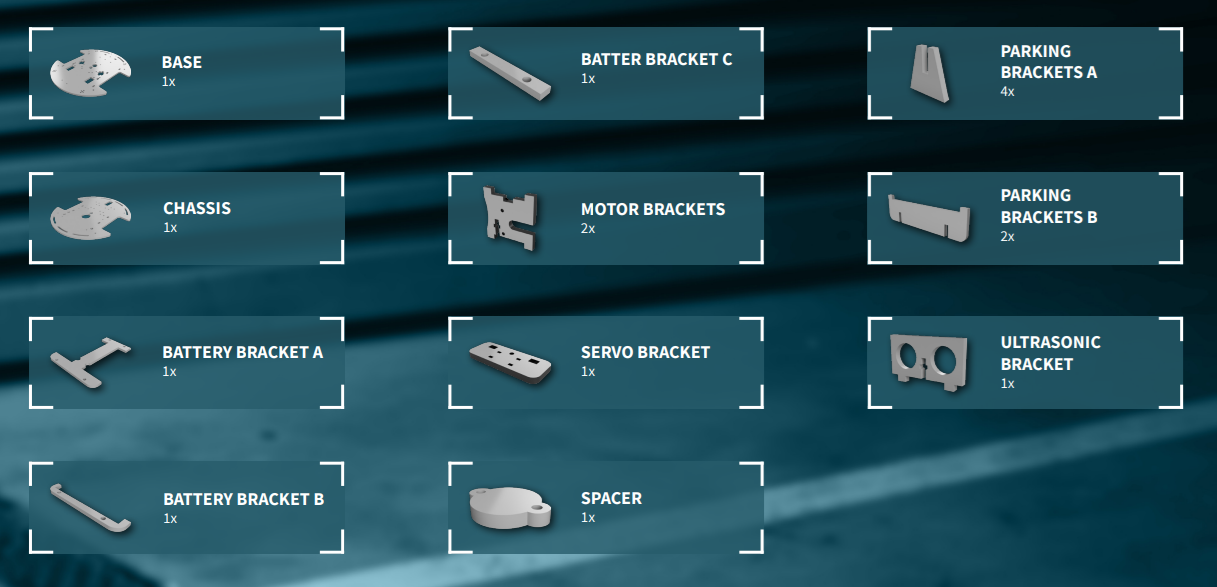 BASE
1x
BATTER BRACKET C
1x
PARKING
BRACKETS A
4x
CHASSIS
1x
MOTOR BRACKETS
2x
PARKING
BRACKETS B
2x
BATTERY BRACKET A
1x
SERVO BRACKET
1x
ULTRASONIC
BRACKET
1x
BATTERY BRACKET B
1x
SPACER
1x